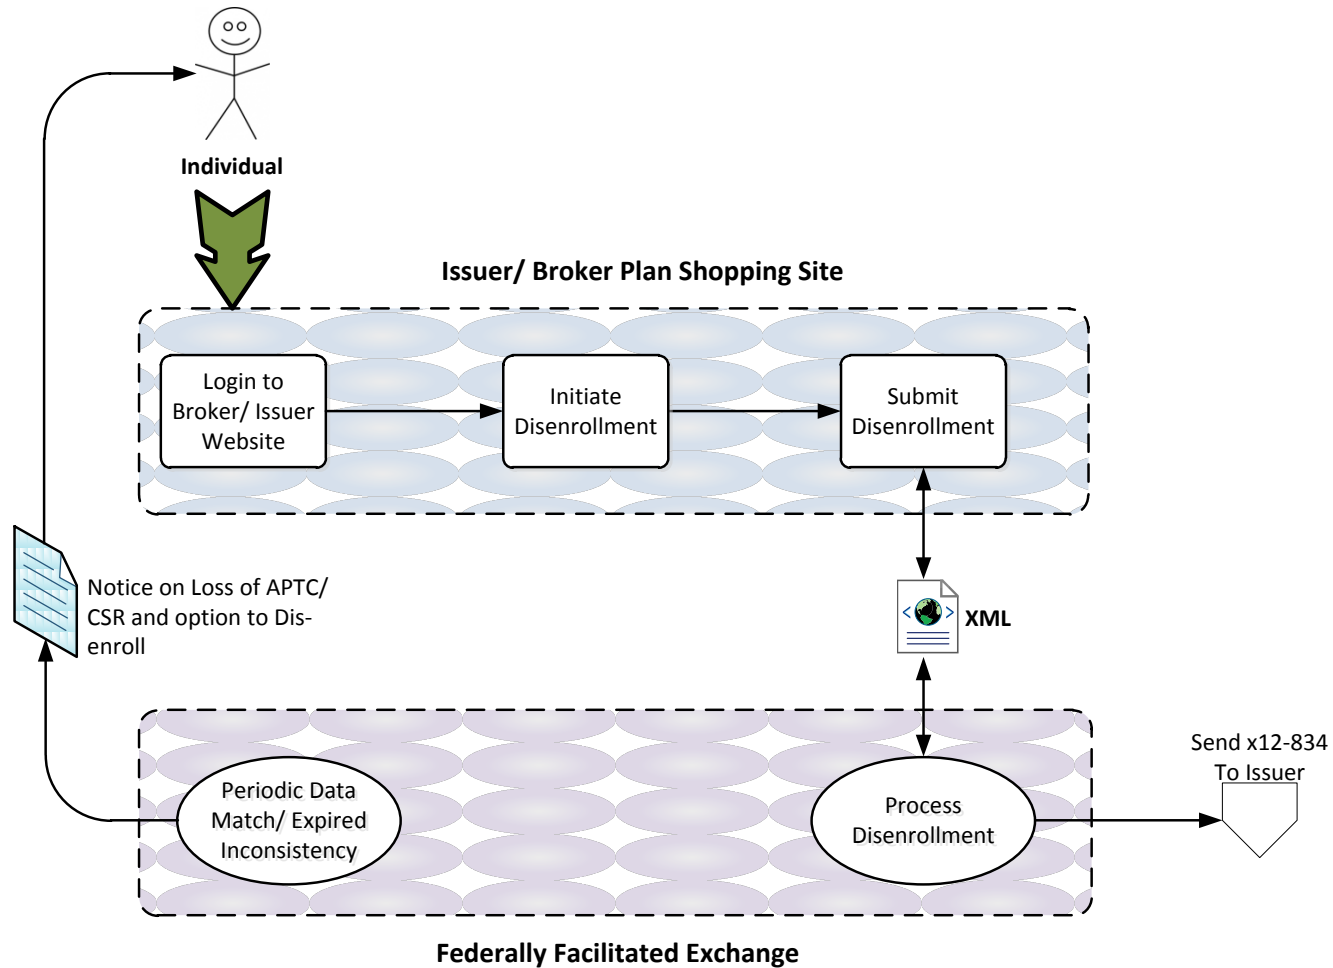 Individual
Issuer/ Broker Plan Shopping Site
Login to
Broker/ Issuer
Website
Initiate
Disenrollment
Submit
Disenrollment
Notice on Loss of APTC/
CSR and option to Dis-
enroll
< >
XML
Periodic Data
Match/ Expired
Inconsistency
Process
Disenrollment
Send x12-834
To Issuer
Federally Facilitated Exchange